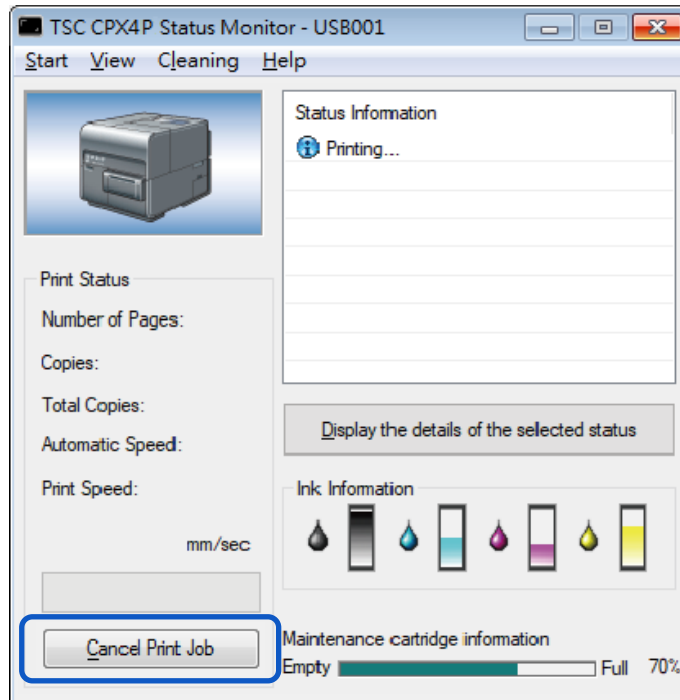 TSC CPX4P Status Monitor - USB001
Start View Cleaning Help
Status Information
Printing...
Print Status
Number of Pages:
Copies:
Total Copies:
Automatic Speed:
Print Speed:
mm/sec
Cancel Print Job
Display the details of the selected status
Ink Information
Maintenance cartridge information
Empty Full 70%